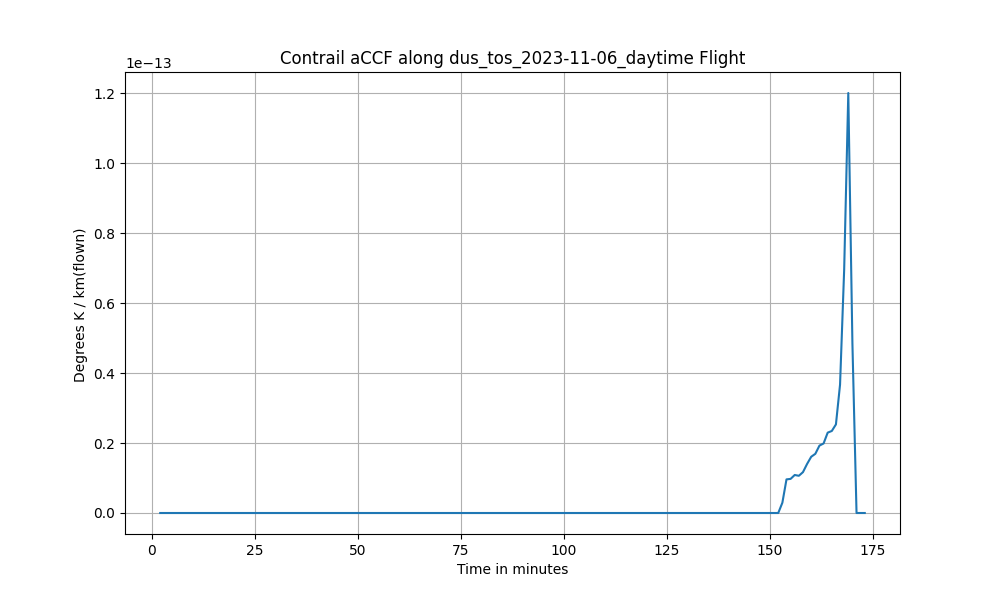 Contrail aCCF along dus_tos_2023-11-06_daytime Flight
1e−13
1.2
1.0
0.8
0.6
0.4
0.2
0.0
Degrees K / km(flown)
0 25 50 75 100 125 150 175
Time in minutes